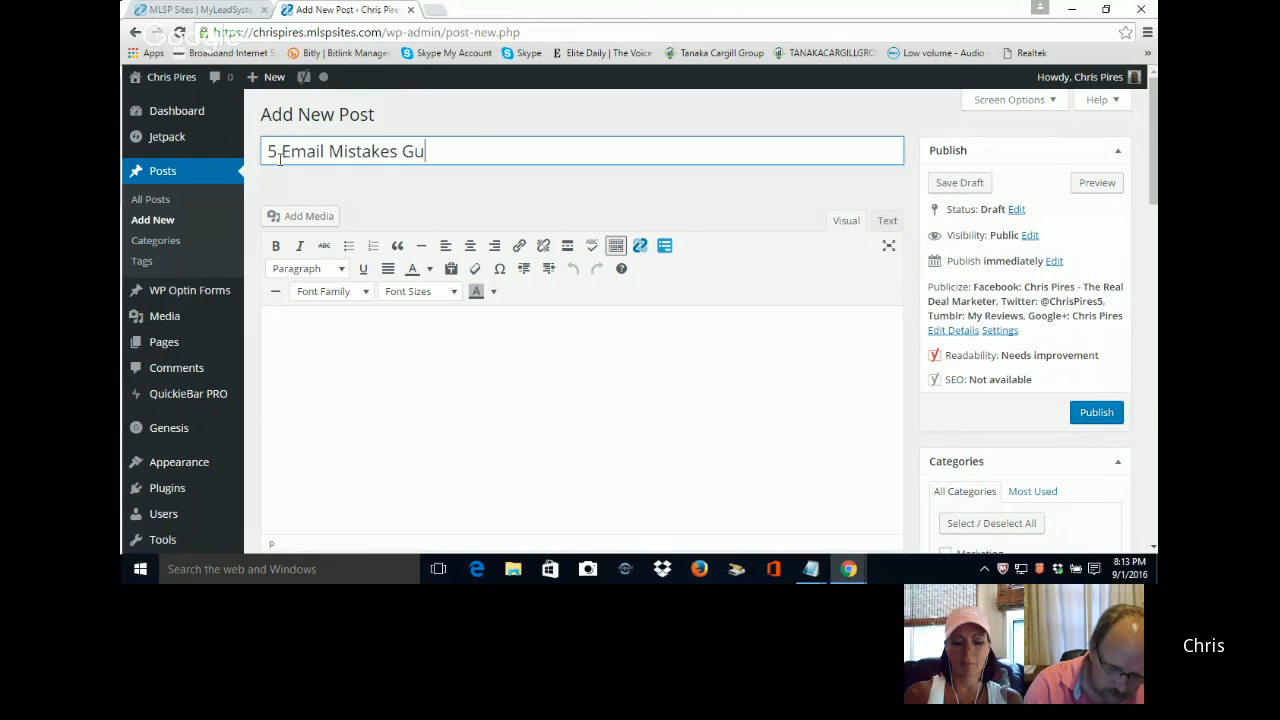 MLSP Sites | MyLeadSyste
Add New Post ‹ Chris Pire
https://chrispires.mlspsites.com/wp-admin/post-new.php
Google
Apps
Broadband Internet S
Bitly | Bitlink Manager
Skype My Account
Skype
Elite Daily | The Voice
Tanaka Cargill Group
TANAKACARGILLGRO
Low volume - Audio
Realtek
Chris Pires
0
New
Howdy, Chris Pires
Dashboard
Jetpack
Posts
All Posts
Add New
Categories
Tags
WP Optin Forms
Media
Pages
Comments
QuickieBar PRO
Genesis
Appearance
Plugins
Users
Tools
Screen Options
Help
Add New Post
5 Email Mistakes Gu
Add Media
Visual
Text
B I ABC
Paragraph
U
A
Font Family
Font Sizes
A
P
Publish
Save Draft
Preview
Status: Draft Edit
Visibility: Public Edit
Publish immediately Edit
Publicize: Facebook: Chris Pires - The Real
Deal Marketer, Twitter: @ChrisPires5,
Tumblr: My Reviews, Google+: Chris Pires
Edit Details Settings
Readability: Needs improvement
SEO: Not available
Publish
Categories
All Categories
Most Used
Select / Deselect All
Marketing
Search the web and Windows
8:13 PM
9/1/2016
Chris